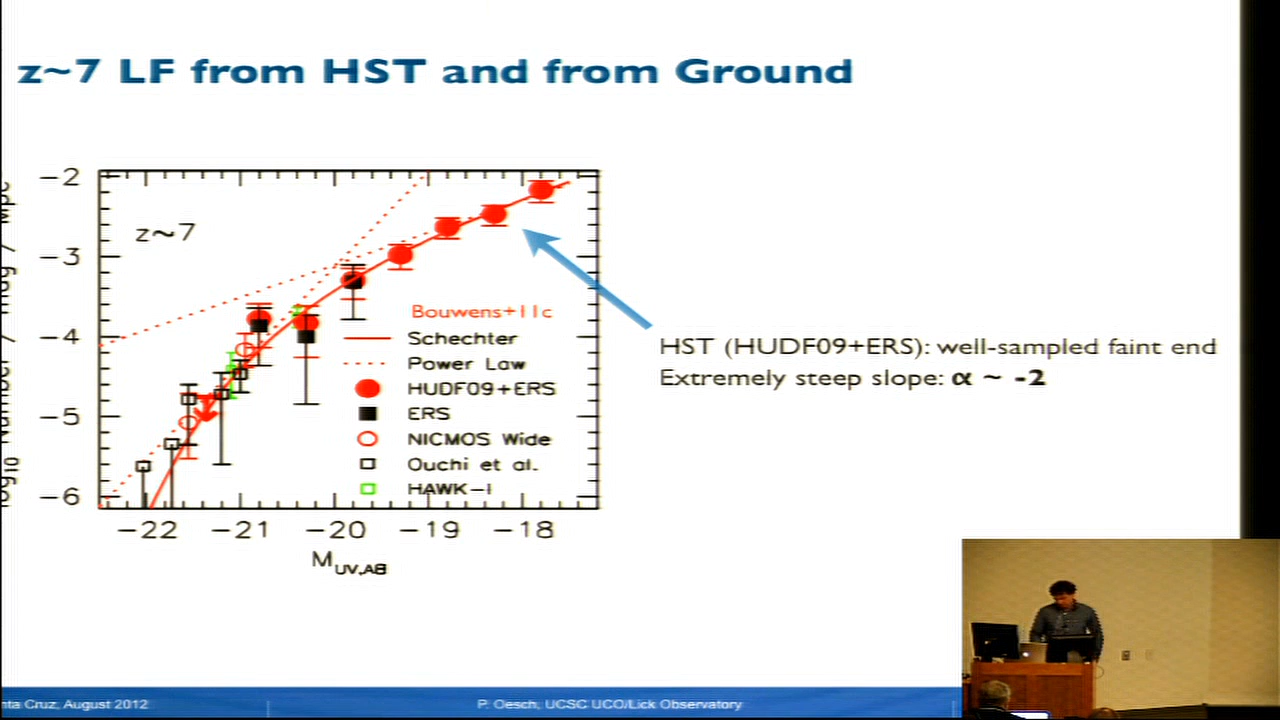 z~7 LF from HST and from Ground
-2
-3
-4
-5
-6
z~7
Bouwens+11c
Schechter
Power Law
HUDF09+ERS
ERS
NICMOS Wide
Ouchi et al.
HAWK-I
-22 -21 -20 -19 -18
M UV,AB
HST (HUDF09+ERS): well-sampled faint end
Extremely steep slope: α ~ -2
nta Cruz, August 2012
P. Oesch, UCSC UCO/Lick Observatory